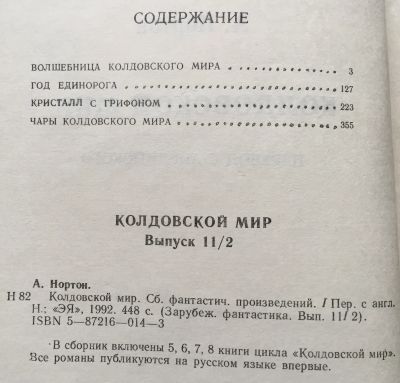 СОДЕРЖАНИЕ
ВОЛШЕБНИЦА КОЛДОВСКОГО МИРА 3
ГОД ЕДИНОРОГА 127
КРИСТАЛЛ С ГРИФОНОМ 223
ЧАРЫ КОЛДОВСКОГО МИРА 355
КОЛДОВСКОЙ МИР
Выпуск 11/2
А. Нортон.
Н 82 Колдовской мир. Сб. фантастич. произведений. / Пер. с англ.
Н.: «ЭЯ», 1992. 448 с. (Зарубеж. фантастика. Вып. 11/2).
ISBN 5—87216—014—3
В сборник включены 5, 6, 7, 8 книги цикла «Колдовской мир».
Все романы публикуются на русском языке впервые.